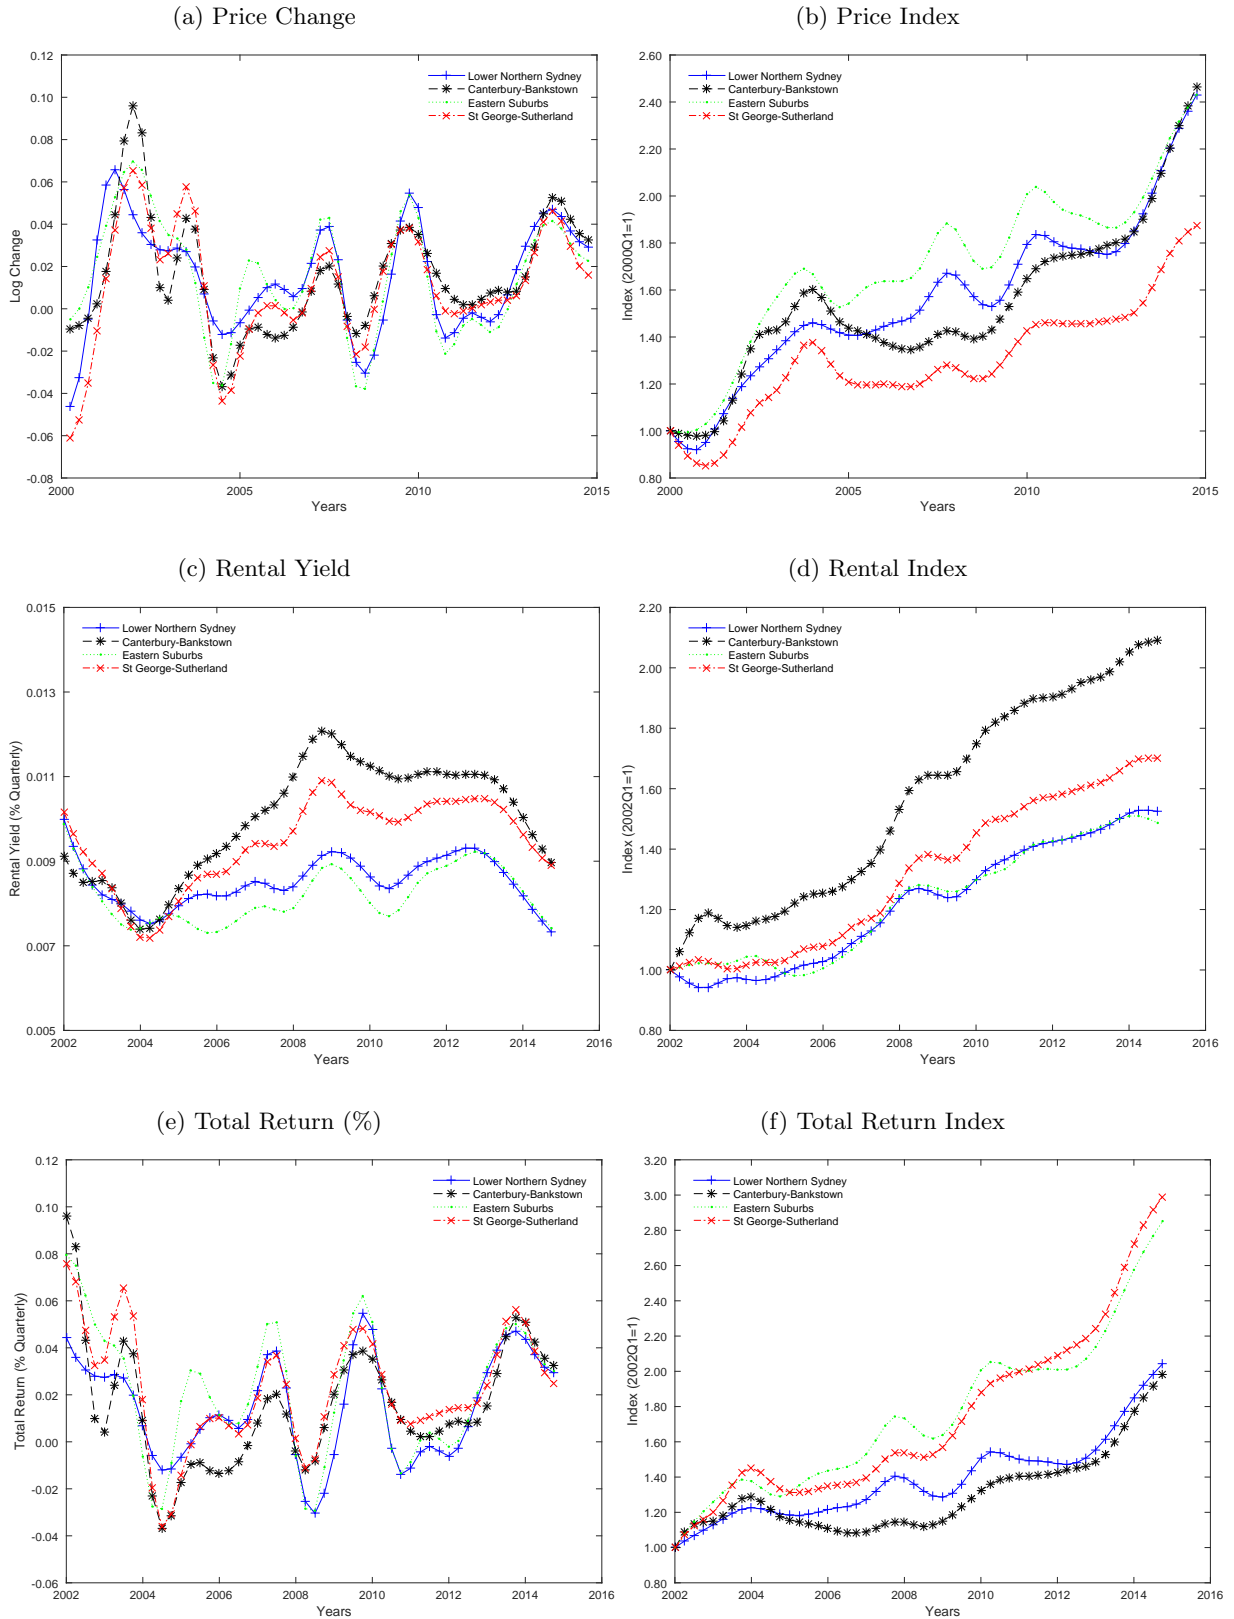 (a) Price Change
(b) Price Index
0.12
0.10
0.08
0.06
0.04
0.02
0.00
-0.02
-0.04
-0.06
-0.08
Log Change
Lower Northern Sydney
Canterbury-Bankstown
Eastern Suburbs
St George-Sutherland
2000
2005
2010
2015
Years
2.60
2.40
2.20
2.00
1.80
1.60
1.40
1.20
1.00
0.80
Index (2000Q1=1)
Lower Northern Sydney
Canterbury-Bankstown
Eastern Suburbs
St George-Sutherland
2000
2005
2010
2015
Years
(c) Rental Yield
(d) Rental Index
0.015
0.013
0.011
0.009
0.007
0.005
Rental Yield (% Quarterly)
Lower Northern Sydney
Canterbury-Bankstown
Eastern Suburbs
St George-Sutherland
2002
2004
2006
2008
2010
2012
2014
2016
Years
2.20
2.00
1.80
1.60
1.40
1.20
1.00
0.80
Index (2002Q1=1)
Lower Northern Sydney
Canterbury-Bankstown
Eastern Suburbs
St George-Sutherland
2002
2004
2006
2008
2010
2012
2014
2016
Years
(e) Total Return (%)
(f) Total Return Index
0.12
0.10
0.08
0.06
0.04
0.02
0.00
-0.02
-0.04
-0.06
Total Return (% Quarterly)
Lower Northern Sydney
Canterbury-Bankstown
Eastern Suburbs
St George-Sutherland
2002
2004
2006
2008
2010
2012
2014
2016
Years
3.20
3.00
2.80
2.60
2.40
2.20
2.00
1.80
1.60
1.40
1.20
1.00
0.80
Index (2002Q1=1)
Lower Northern Sydney
Canterbury-Bankstown
Eastern Suburbs
St George-Sutherland
2002
2004
2006
2008
2010
2012
2014
2016
Years